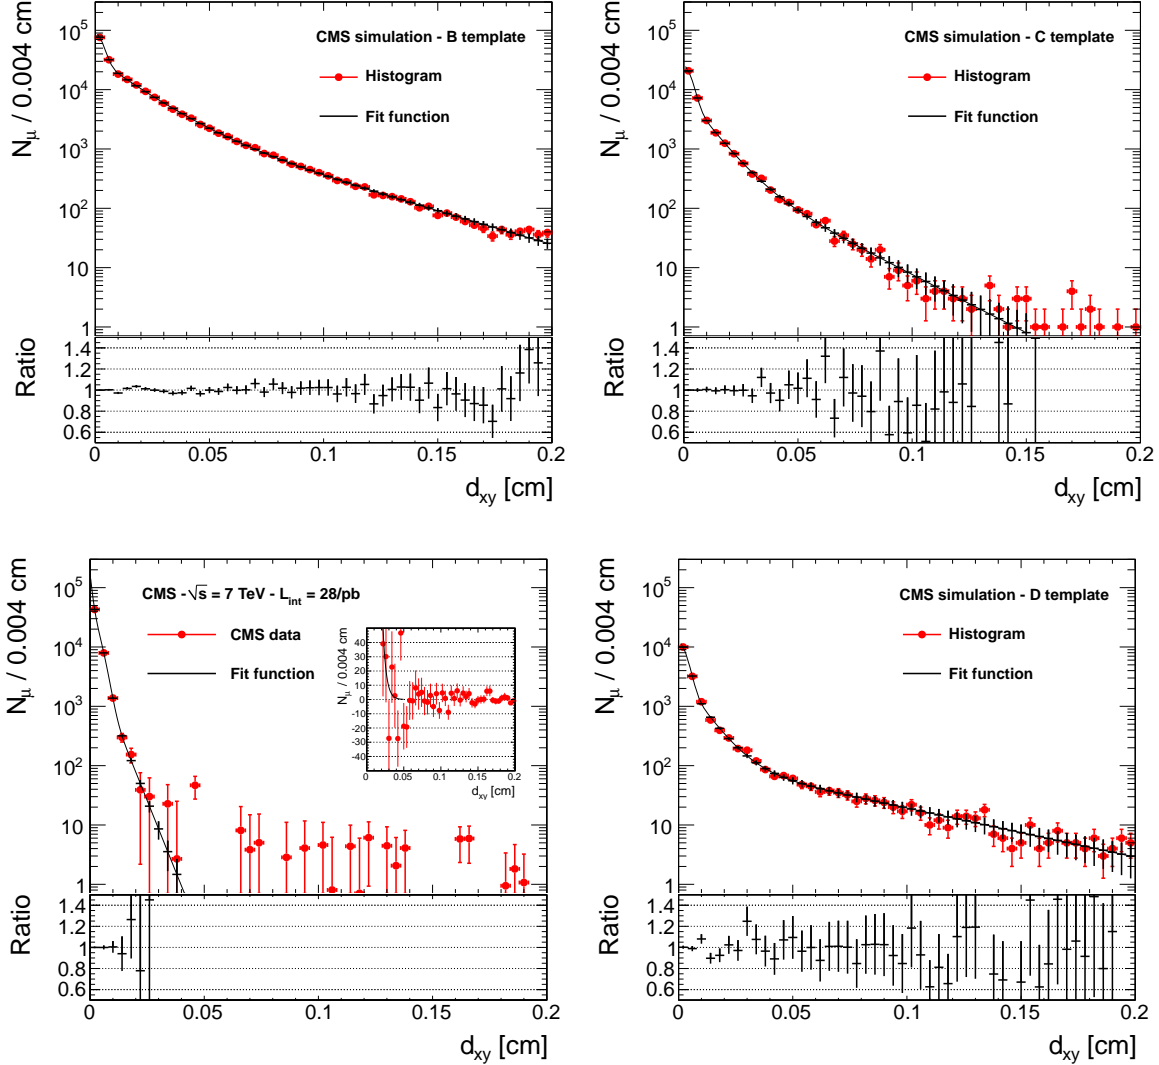 N_μ / 0.004 cm
10^5
10^4
10^3
10^2
10
1
CMS simulation - B template
Histogram
Fit function
Ratio
1.4
1.2
1
0.8
0.6
0 0.05 0.1 0.15 0.2
d_xy [cm]
N_μ / 0.004 cm
10^5
10^4
10^3
10^2
10
1
CMS simulation - C template
Histogram
Fit function
Ratio
1.4
1.2
1
0.8
0.6
0 0.05 0.1 0.15 0.2
d_xy [cm]
N_μ / 0.004 cm
10^5
10^4
10^3
10^2
10
1
CMS -√s = 7 TeV - L_int = 28/pb
CMS data
Fit function
N_μ / 0.004 cm
50
40
30
20
10
0
-10
-20
-30
-40
0 0.05 0.1 0.15 0.2
d_xy [cm]
Ratio
1.4
1.2
1
0.8
0.6
0 0.05 0.1 0.15 0.2
d_xy [cm]
N_μ / 0.004 cm
10^5
10^4
10^3
10^2
10
1
CMS simulation - D template
Histogram
Fit function
Ratio
1.4
1.2
1
0.8
0.6
0 0.05 0.1 0.15 0.2
d_xy [cm]